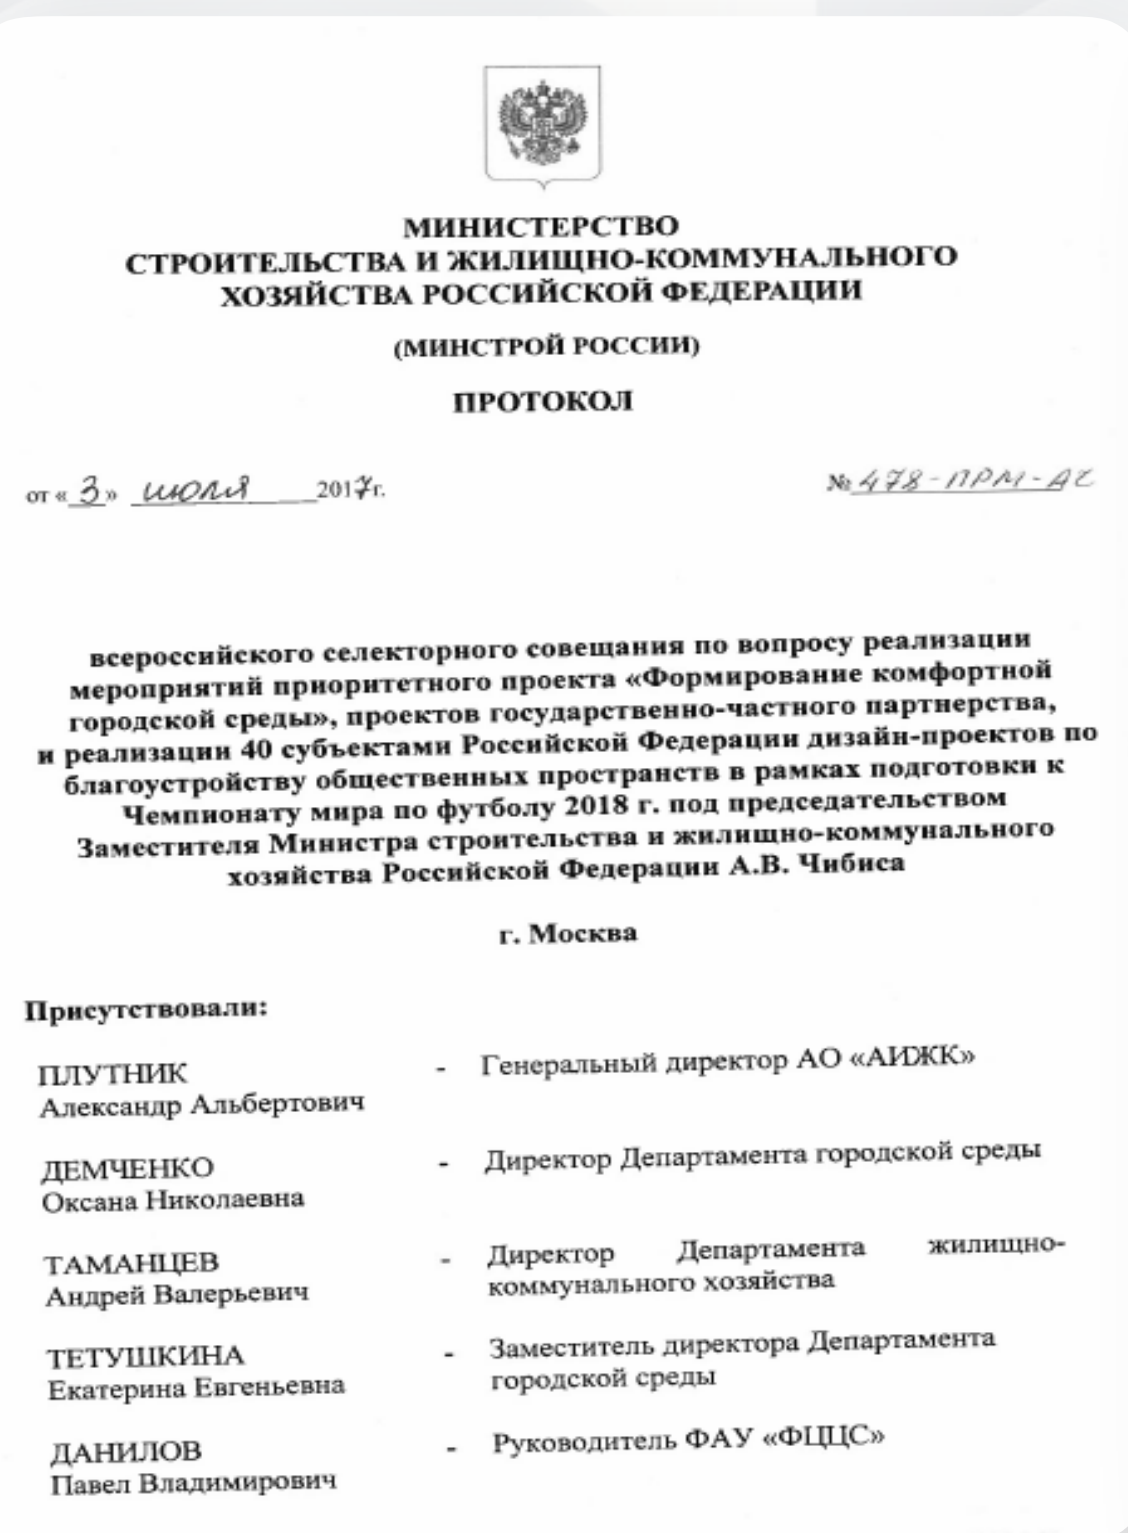 МИНИСТЕРСТВО
СТРОИТЕЛЬСТВА И ЖИЛИЩНО-КОММУНАЛЬНОГО
ХОЗЯЙСТВА РОССИЙСКОЙ ФЕДЕРАЦИИ
(МИНСТРОЙ РОССИИ)
ПРОТОКОЛ
от «3» июля 2017г. № 478-ПРМ-АЧ
всероссийского селекторного совещания по вопросу реализации
мероприятий приоритетного проекта «Формирование комфортной
городской среды», проектов государственно-частного партнерства,
и реализации 40 субъектами Российской Федерации дизайн-проектов по
благоустройству общественных пространств в рамках подготовки к
Чемпионату мира по футболу 2018 г. под председательством
Заместителя Министра строительства и жилищно-коммунального
хозяйства Российской Федерации А.В. Чибиса
г. Москва
Присутствовали:
ПЛУТНИК - Генеральный директор АО «АИЖК»
Александр Альбертович
ДЕМЧЕНКО - Директор Департамента городской среды
Оксана Николаевна
ТАМАНЦЕВ - Директор Департамента жилищно-
Андрей Валерьевич коммунального хозяйства
ТЕТУШКИНА - Заместитель директора Департамента
Екатерина Евгеньевна городской среды
ДАНИЛОВ - Руководитель ФАУ «ФЦЦС»
Павел Владимирович